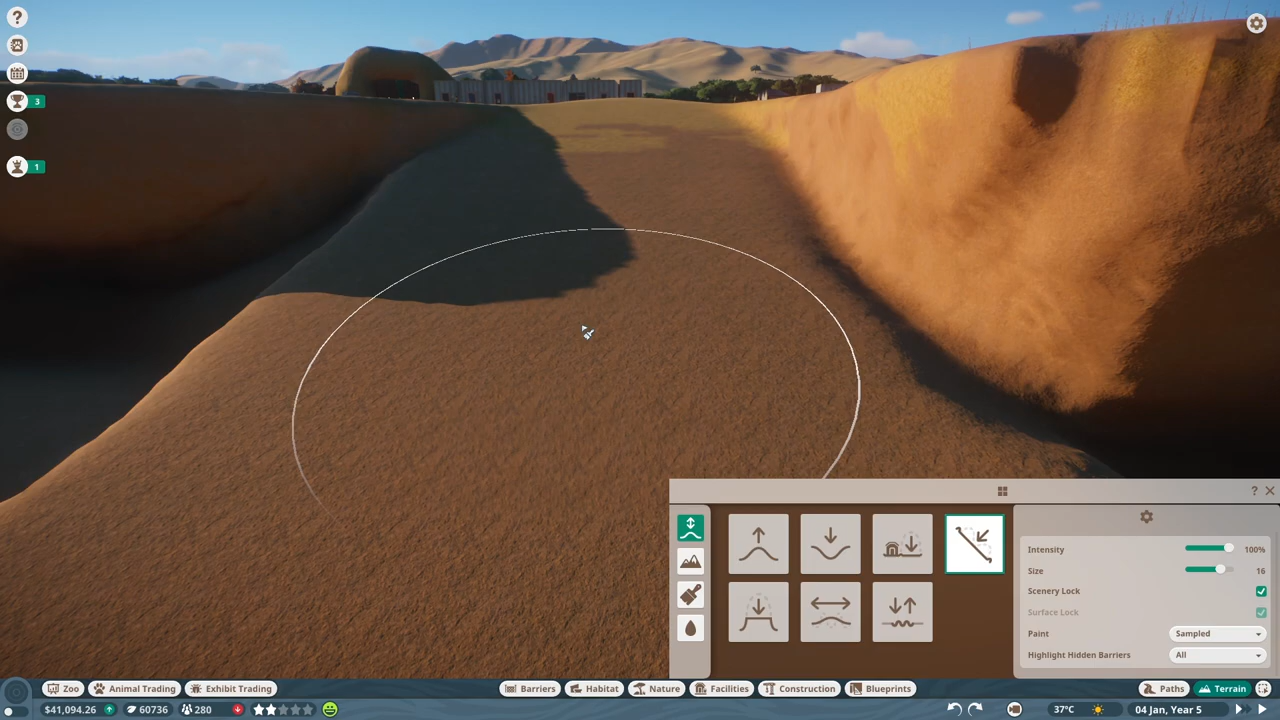 ?
3
1
? ×
Intensity 100%
Size 16
Scenery Lock
Surface Lock
Paint Sampled
Highlight Hidden Barriers All
Zoo Animal Trading Exhibit Trading Barriers Habitat Nature Facilities Construction Blueprints Paths Terrain
$41,094.26 60736 280 37°C 04 Jan, Year 5